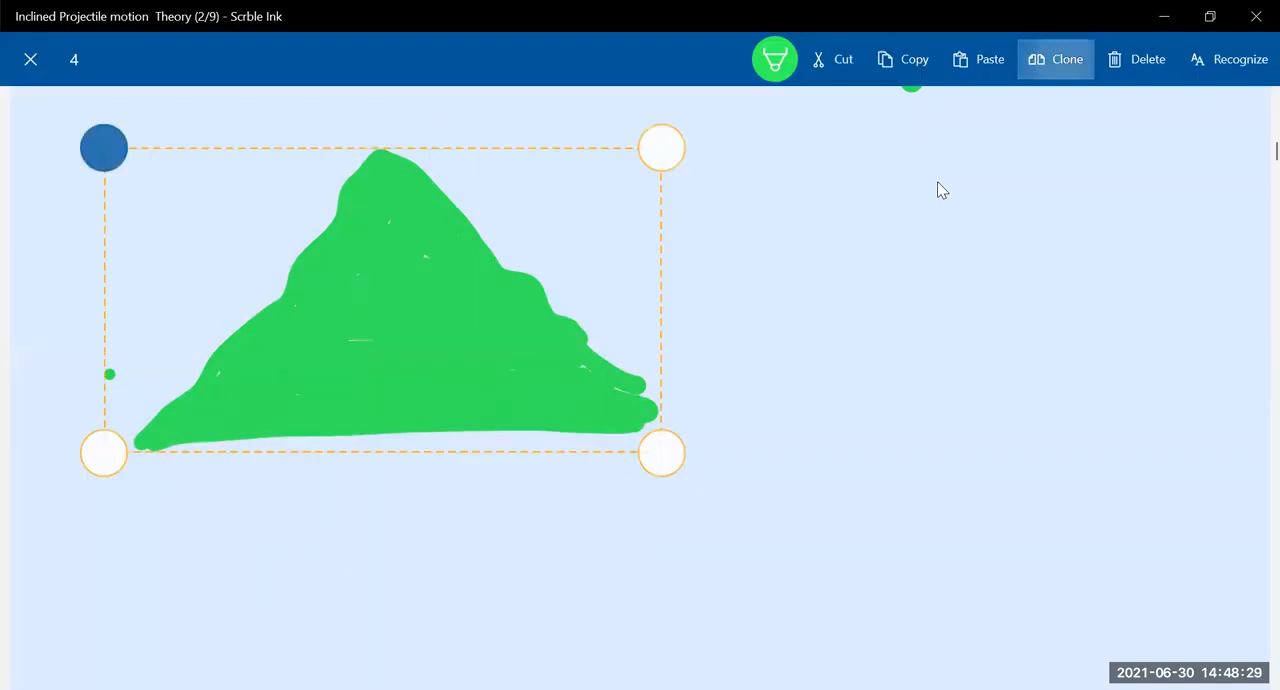 Inclined Projectile motion  Theory (2/9) - Scrble Ink
4 Cut Copy Paste Clone Delete Recognize
2021-06-30 14:48:29